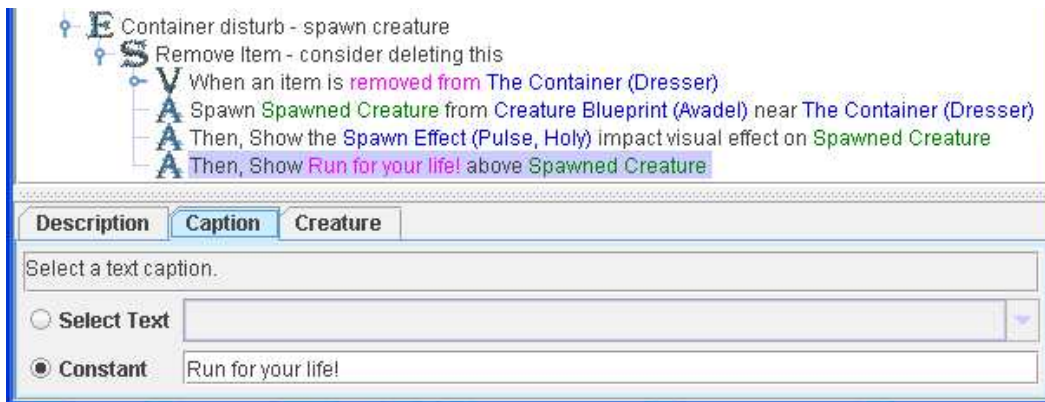 E Container disturb - spawn creature
S Remove Item - consider deleting this
V When an item is removed from The Container (Dresser)
A Spawn Spawned Creature from Creature Blueprint (Avadel) near The Container (Dresser)
A Then, Show the Spawn Effect (Pulse, Holy) impact visual effect on Spawned Creature
A Then, Show Run for your life! above Spawned Creature
Description Caption Creature
Select a text caption.
Select Text
Constant Run for your life!